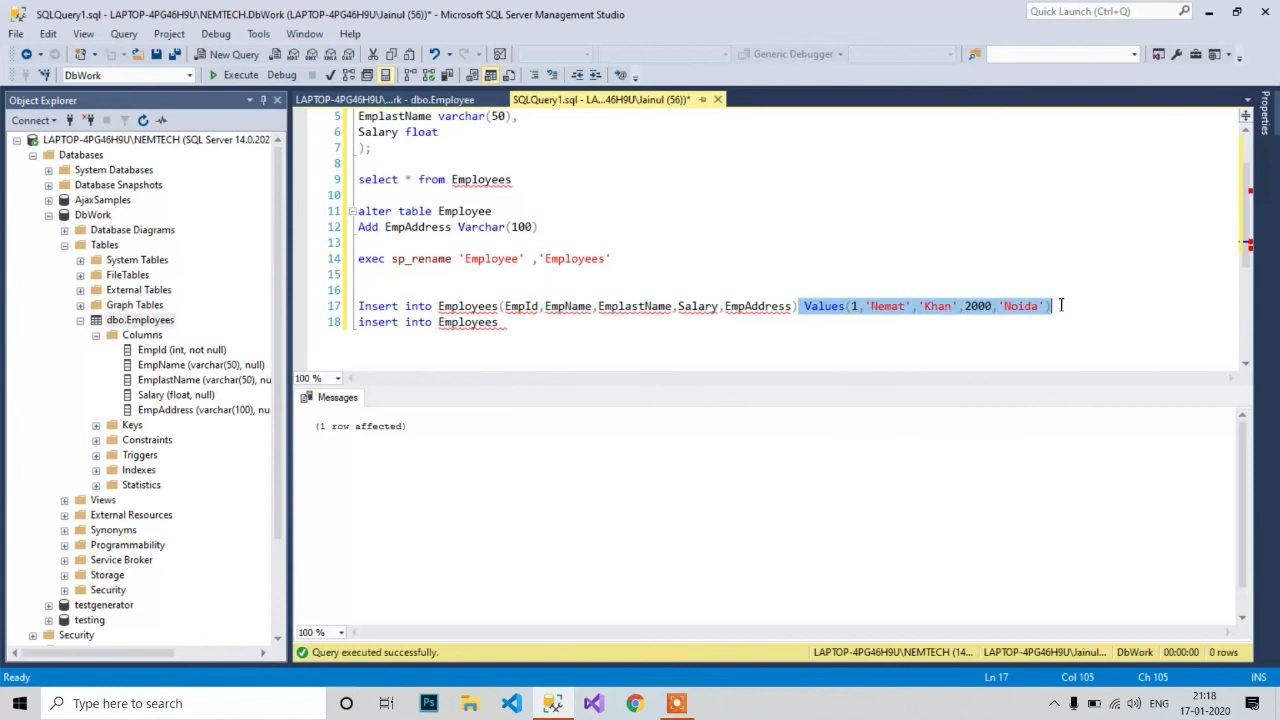 SQLQuery1.sql - LAPTOP-4PG46H9U\NEMTECH.DbWork (LAPTOP-4PG46H9U\Jainul (56))* - Microsoft SQL Server Management Studio
Quick Launch (Ctrl+Q)
File Edit View Query Project Debug Tools Window Help
New Query
Generic Debugger
DbWork
Execute Debug
Object Explorer
LAPTOP-4PG46H9U\...rk - dbo.Employee
SQLQuery1.sql - LA...46H9U\Jainul (56))*
Properties
Connect
LAPTOP-4PG46H9U\NEMTECH (SQL Server 14.0.202
Databases
System Databases
Database Snapshots
AjaxSamples
DbWork
Database Diagrams
Tables
System Tables
FileTables
External Tables
Graph Tables
dbo.Employees
Columns
EmpId (int, not null)
EmpName (varchar(50), null)
EmplastName (varchar(50), nu
Salary (float, null)
EmpAddress (varchar(100), nu
Keys
Constraints
Triggers
Indexes
Statistics
Views
External Resources
Synonyms
Programmability
Service Broker
Storage
Security
testgenerator
testing
Security
5 EmplastName varchar(50),
6 Salary float
7 );
8
9 select * from Employees
10
11 alter table Employee
12 Add EmpAddress Varchar(100)
13
14 exec sp_rename 'Employee' ,'Employees'
15
16
17 Insert into Employees(EmpId,EmpName,EmplastName,Salary,EmpAddress) Values(1,'Nemat','Khan',2000,'Noida')
18 insert into Employees
100 %
Messages
(1 row affected)
100 %
Query executed successfully.
LAPTOP-4PG46H9U\NEMTECH (14... LAPTOP-4PG46H9U\Jainul... DbWork 00:00:00 0 rows
Ready
Ln 17 Col 105 Ch 105 INS
Type here to search
Ps
ENG
21:18
17-01-2020